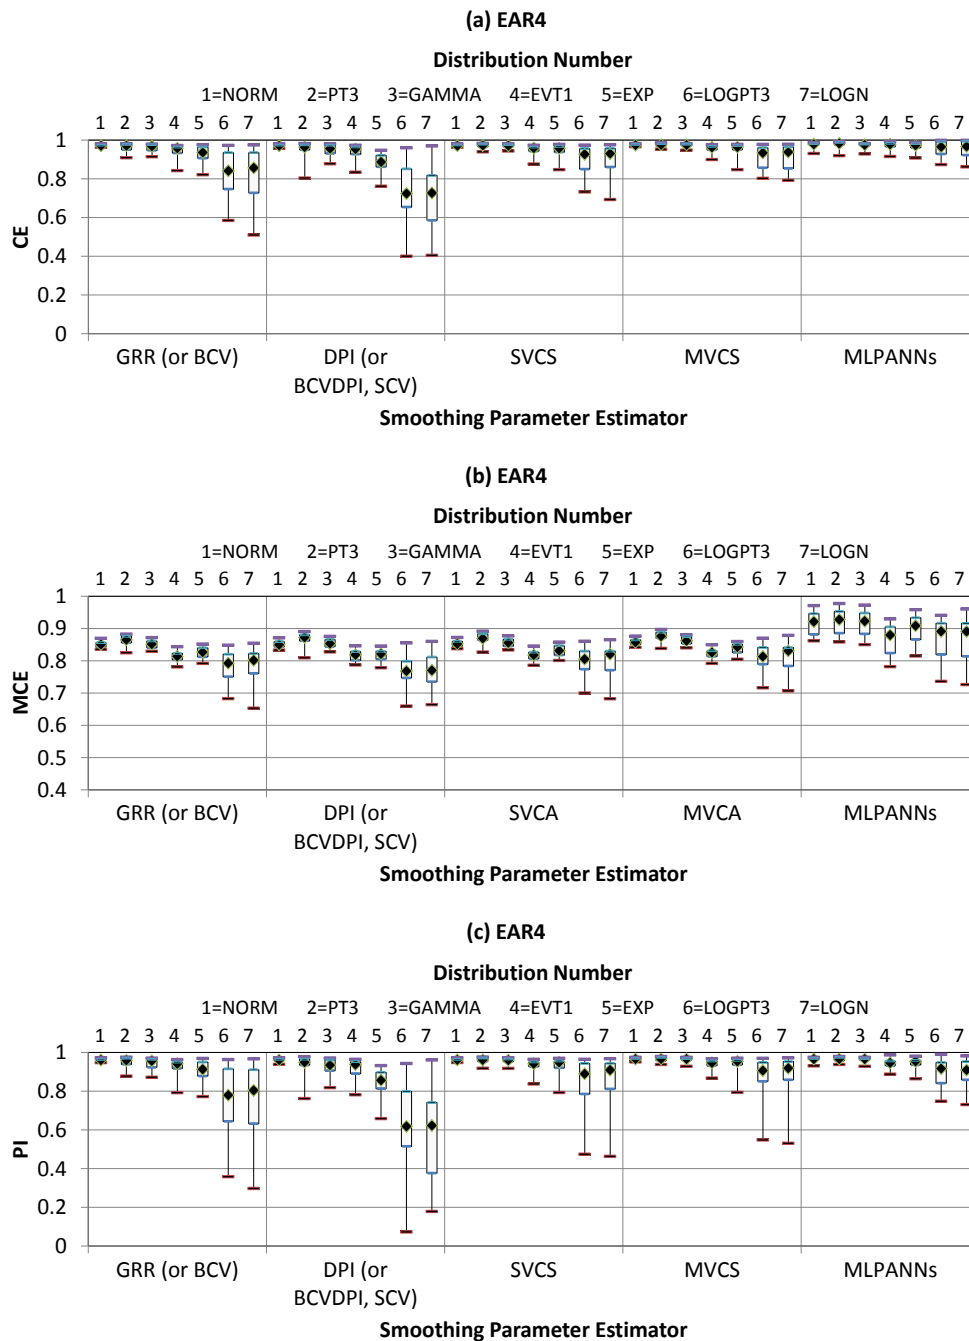 (a) EAR4
Distribution Number
1=NORM 2=PT3 3=GAMMA 4=EVT1 5=EXP 6=LOGPT3 7=LOGN
1 2 3 4 5 6 7 1 2 3 4 5 6 7 1 2 3 4 5 6 7 1 2 3 4 5 6 7 1 2 3 4 5 6 7
1
0.8
0.6
0.4
0.2
0
CE
GRR (or BCV) DPI (or SVCS MVCS MLPANNs
BCVDPI, SCV)
Smoothing Parameter Estimator
(b) EAR4
Distribution Number
1=NORM 2=PT3 3=GAMMA 4=EVT1 5=EXP 6=LOGPT3 7=LOGN
1 2 3 4 5 6 7 1 2 3 4 5 6 7 1 2 3 4 5 6 7 1 2 3 4 5 6 7 1 2 3 4 5 6 7
1
0.9
0.8
0.7
0.6
0.5
0.4
MCE
GRR (or BCV) DPI (or SVCA MVCA MLPANNs
BCVDPI, SCV)
Smoothing Parameter Estimator
(c) EAR4
Distribution Number
1=NORM 2=PT3 3=GAMMA 4=EVT1 5=EXP 6=LOGPT3 7=LOGN
1 2 3 4 5 6 7 1 2 3 4 5 6 7 1 2 3 4 5 6 7 1 2 3 4 5 6 7 1 2 3 4 5 6 7
1
0.8
0.6
0.4
0.2
0
PI
GRR (or BCV) DPI (or SVCS MVCS MLPANNs
BCVDPI, SCV)
Smoothing Parameter Estimator